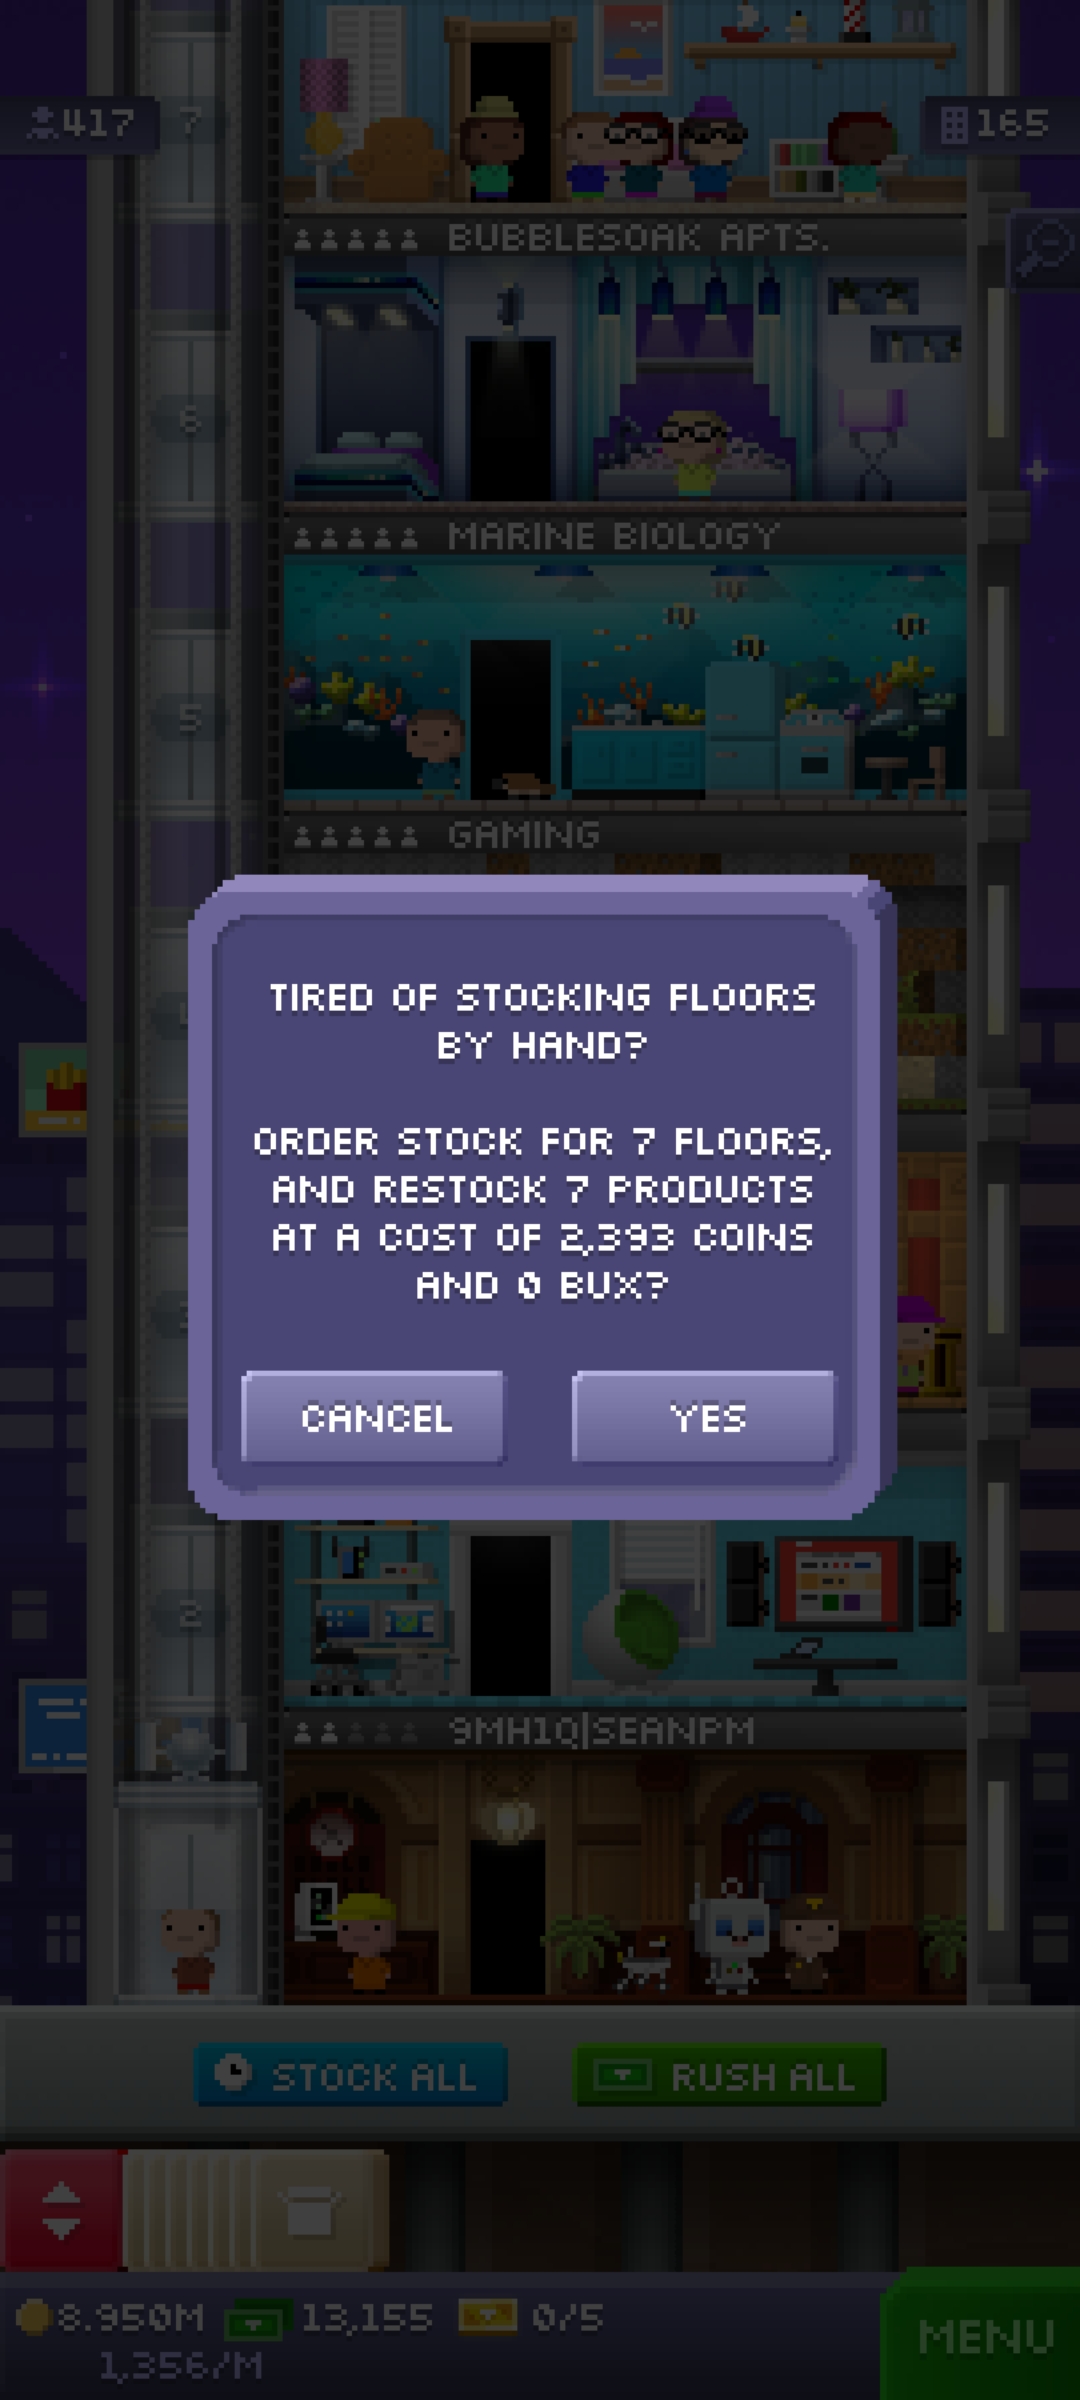 417
7
165
BUBBLESOAK APTS.
6
MARINE BIOLOGY
5
GAMING
TIRED OF STOCKING FLOORS
BY HAND?
ORDER STOCK FOR 7 FLOORS,
AND RESTOCK 7 PRODUCTS
AT A COST OF 2,393 COINS
AND 0 BUX?
CANCEL
YES
2
9MH1Q|SEANPM
STOCK ALL
RUSH ALL
8.950M
13,155
0/5
MENU
1,356/M